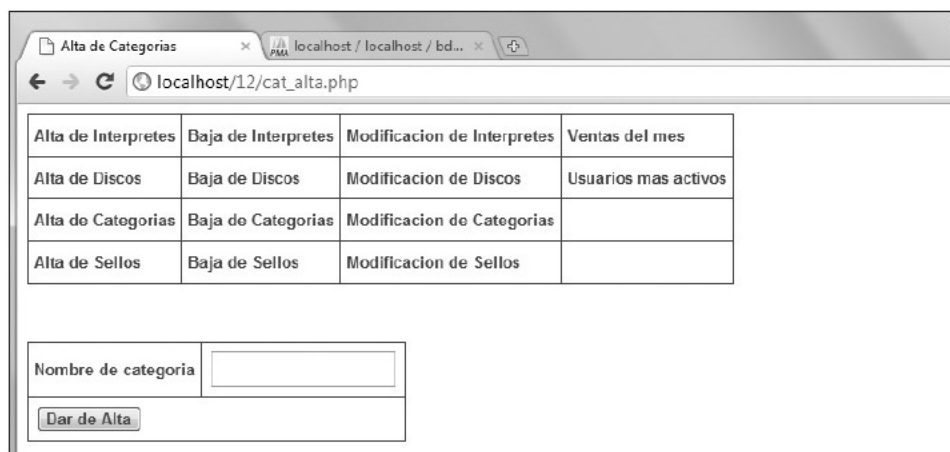 Alta de Categorias
PMA localhost / localhost / bd...
localhost/12/cat_alta.php
Alta de Interpretes Baja de Interpretes Modificacion de Interpretes Ventas del mes
Alta de Discos Baja de Discos Modificacion de Discos Usuarios mas activos
Alta de Categorias Baja de Categorias Modificacion de Categorias
Alta de Sellos Baja de Sellos Modificacion de Sellos
Nombre de categoria
Dar de Alta